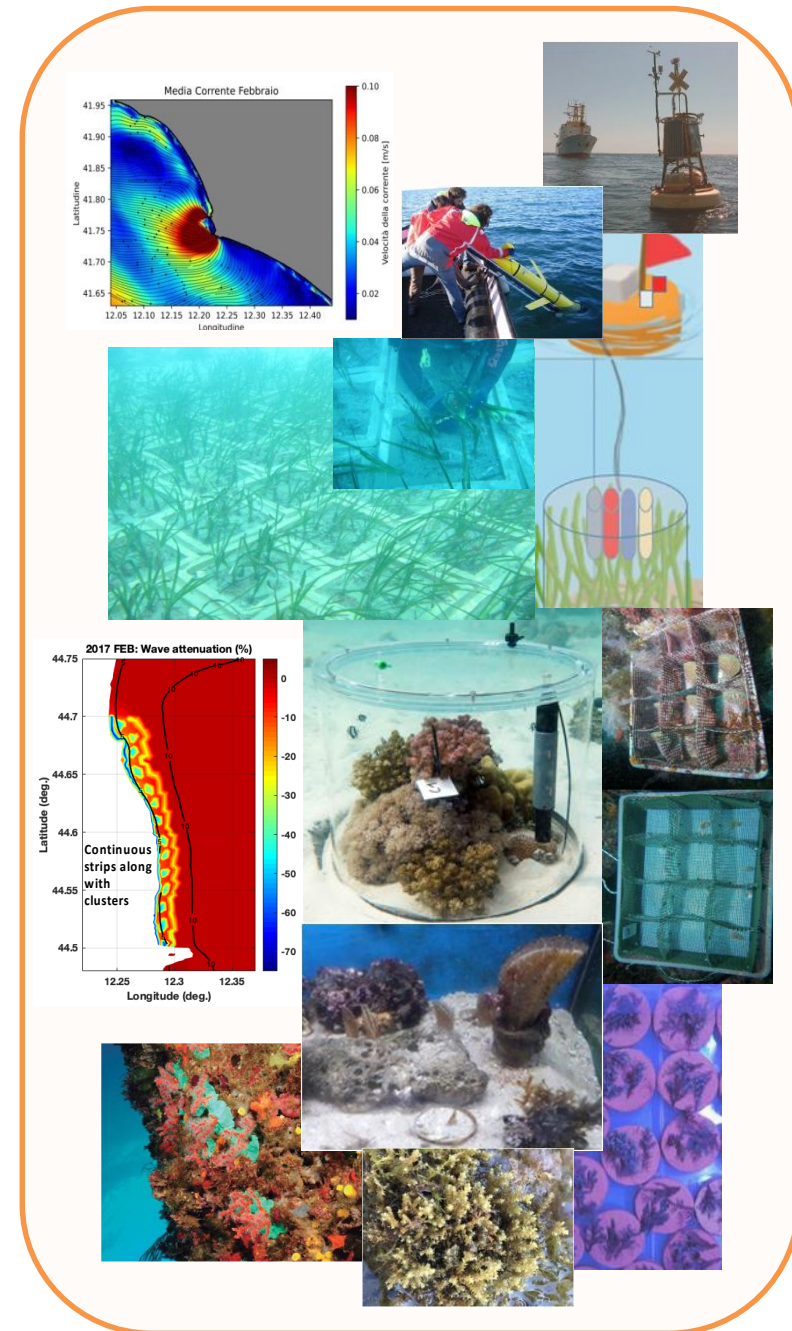 Media Corrente Febbraio
0.10
41.95
41.90
0.08
41.85
41.80
0.06
41.75
0.04
41.70
0.02
41.65
12.05 12.10 12.15 12.20 12.25 12.30 12.35 12.40
Latitudine
Longitudine
Velocità della corrente [m/s]
2017 FEB: Wave attenuation (%)
44.75
44.7
44.65
44.6
44.55
44.5
0
-10
-20
-30
-40
-50
-60
-70
Continuous
strips along
with
clusters
12.25 12.3 12.35
Latitude (deg.)
Longitude (deg.)